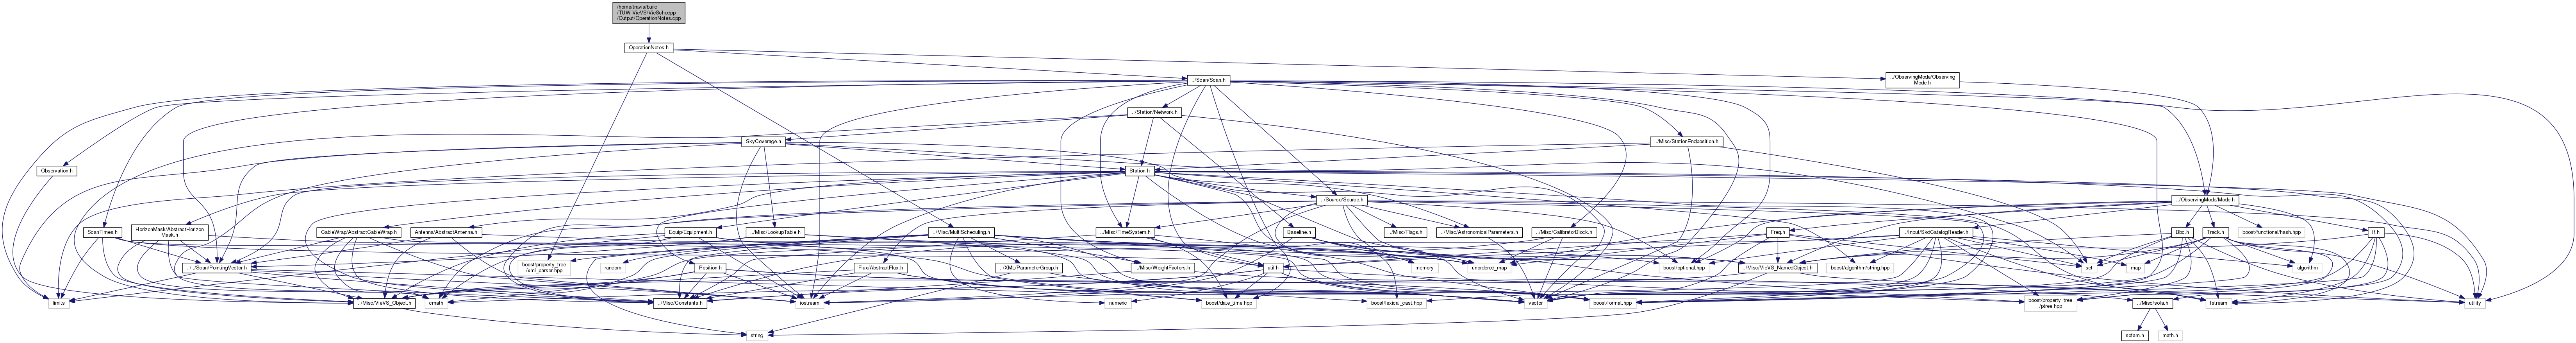 /home/travis/build
/TUW-VieVS/VieSchedpp
/Output/OperationNotes.cpp
OperationNotes.h
../Scan/Scan.h
../ObservingMode/Observing
Mode.h
../Station/Network.h
SkyCoverage.h
../Misc/StationEndposition.h
Observation.h
Station.h
../Source/Source.h
../ObservingMode/Mode.h
ScanTimes.h
HorizonMask/AbstractHorizon
Mask.h
CableWrap/AbstractCableWrap.h
Antenna/AbstractAntenna.h
Equip/Equipment.h
../Misc/LookupTable.h
../Misc/MultiScheduling.h
../Misc/TimeSystem.h
Baseline.h
../Misc/Flags.h
../Misc/AstronomicalParameters.h
../Misc/CalibratorBlock.h
Freq.h
../Input/SkdCatalogReader.h
Bbc.h
Track.h
boost/functional/hash.hpp
If.h
../../Scan/PointingVector.h
boost/property_tree
/xml_parser.hpp
random
Position.h
Flux/AbstractFlux.h
../XML/ParameterGroup.h
../Misc/WeightFactors.h
util.h
memory
unordered_map
boost/optional.hpp
../Misc/VieVS_NamedObject.h
boost/algorithm/string.hpp
set
map
algorithm
limits
../Misc/VieVS_Object.h
cmath
../Misc/Constants.h
iostream
numeric
boost/date_time.hpp
boost/lexical_cast.hpp
vector
boost/format.hpp
boost/property_tree
/ptree.hpp
../Misc/sofa.h
fstream
utility
string
sofam.h
math.h